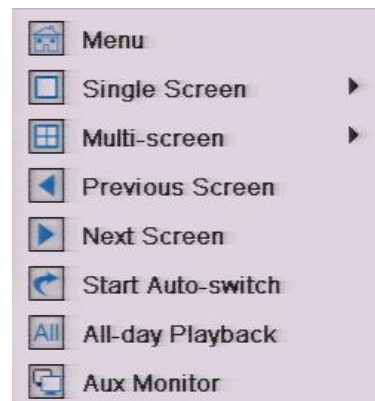 Menu
Single Screen
Multi-screen
Previous Screen
Next Screen
Start Auto-switch
All All-day Playback
Aux Monitor